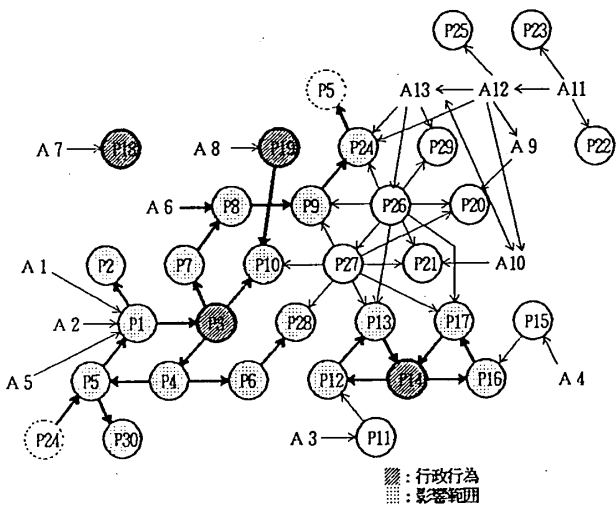 P25
P23
P5
A13
A12
A11
A7
P18
A8
P19
P24
P29
A9
P22
A6
P8
P9
P26
P20
A1
P2
P7
P10
P27
P21
A10
A2
P1
P3
P28
P13
P17
P15
A5
P5
P4
P6
P12
P14
P16
A4
P24
P30
A3
P11
:行政行為
:影響範囲